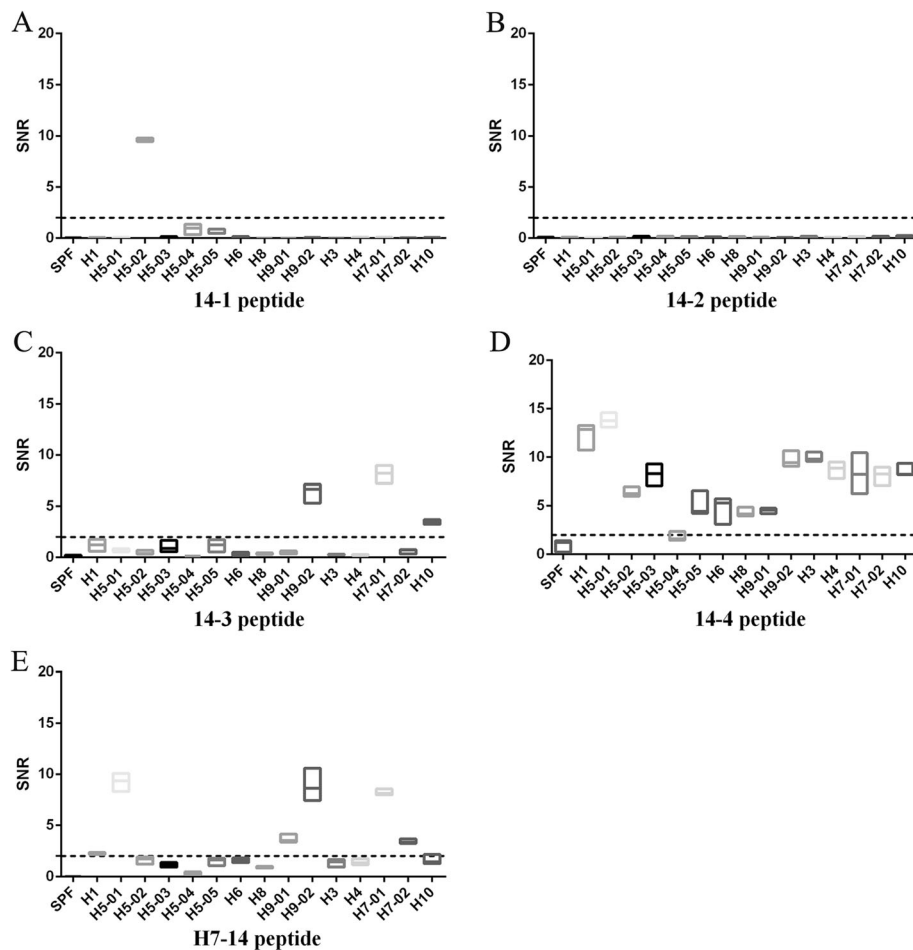 A
20
15
10
5
0
SNR
SPF H1 H5-01 H5-02 H5-03 H5-04 H5-05 H6 H8 H9-01 H9-02 H3 H4 H7-01 H7-02 H10
14-1 peptide
B
20
15
10
5
0
SNR
SPF H1 H5-01 H5-02 H5-03 H5-04 H5-05 H6 H8 H9-01 H9-02 H3 H4 H7-01 H7-02 H10
14-2 peptide
C
20
15
10
5
0
SNR
SPF H1 H5-01 H5-02 H5-03 H5-04 H5-05 H6 H8 H9-01 H9-02 H3 H4 H7-01 H7-02 H10
14-3 peptide
D
20
15
10
5
0
SNR
SPF H1 H5-01 H5-02 H5-03 H5-04 H5-05 H6 H8 H9-01 H9-02 H3 H4 H7-01 H7-02 H10
14-4 peptide
E
20
15
10
5
0
SNR
SPF H1 H5-01 H5-02 H5-03 H5-04 H5-05 H6 H8 H9-01 H9-02 H3 H4 H7-01 H7-02 H10
H7-14 peptide